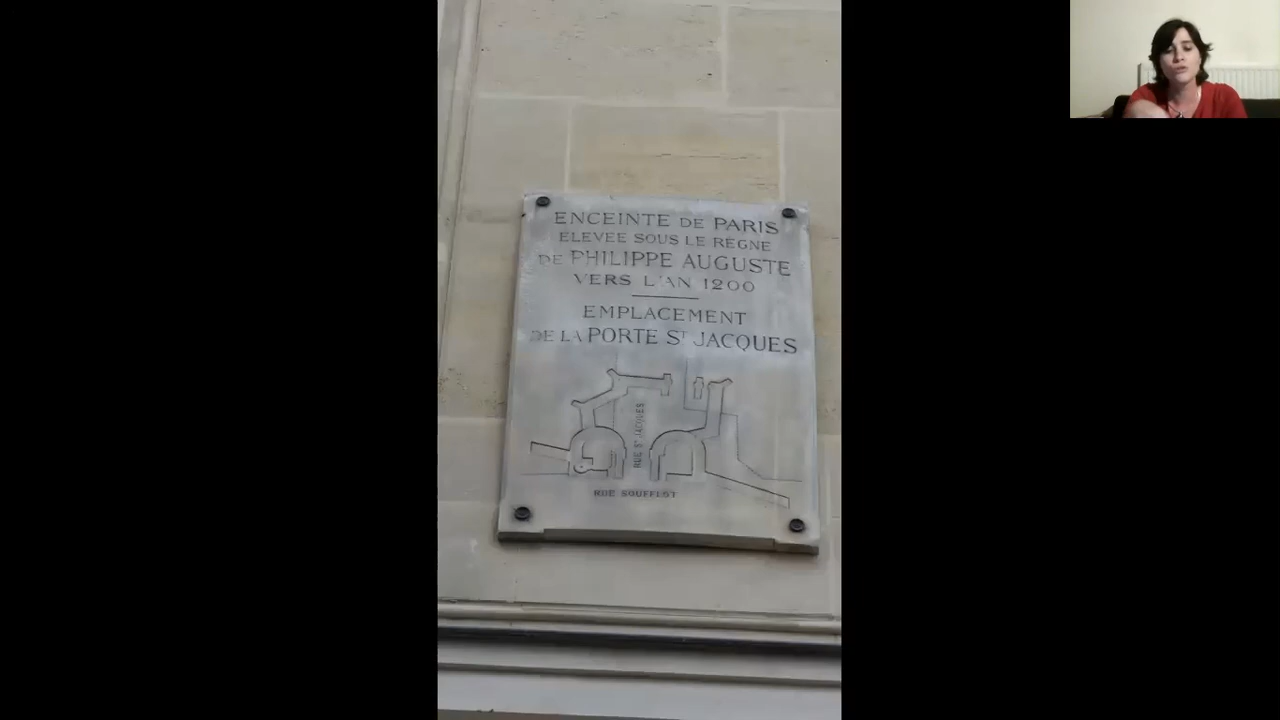 ENCEINTE DE PARIS
ELEVEE SOUS LE RÈGNE
DE PHILIPPE AUGUSTE
VERS L'AN 1200
EMPLACEMENT
DE LA PORTE ST JACQUES
RUE ST JACQUES
RUE SOUFFLOT